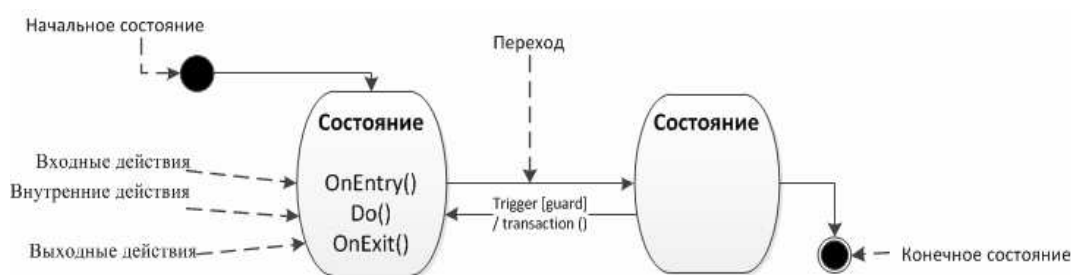 Начальное состояние
Переход
Состояние
Состояние
Входные действия
OnEntry()
Внутренние действия
Do()
Trigger [guard]
/ transaction ()
Выходные действия
OnExit()
Конечное состояние